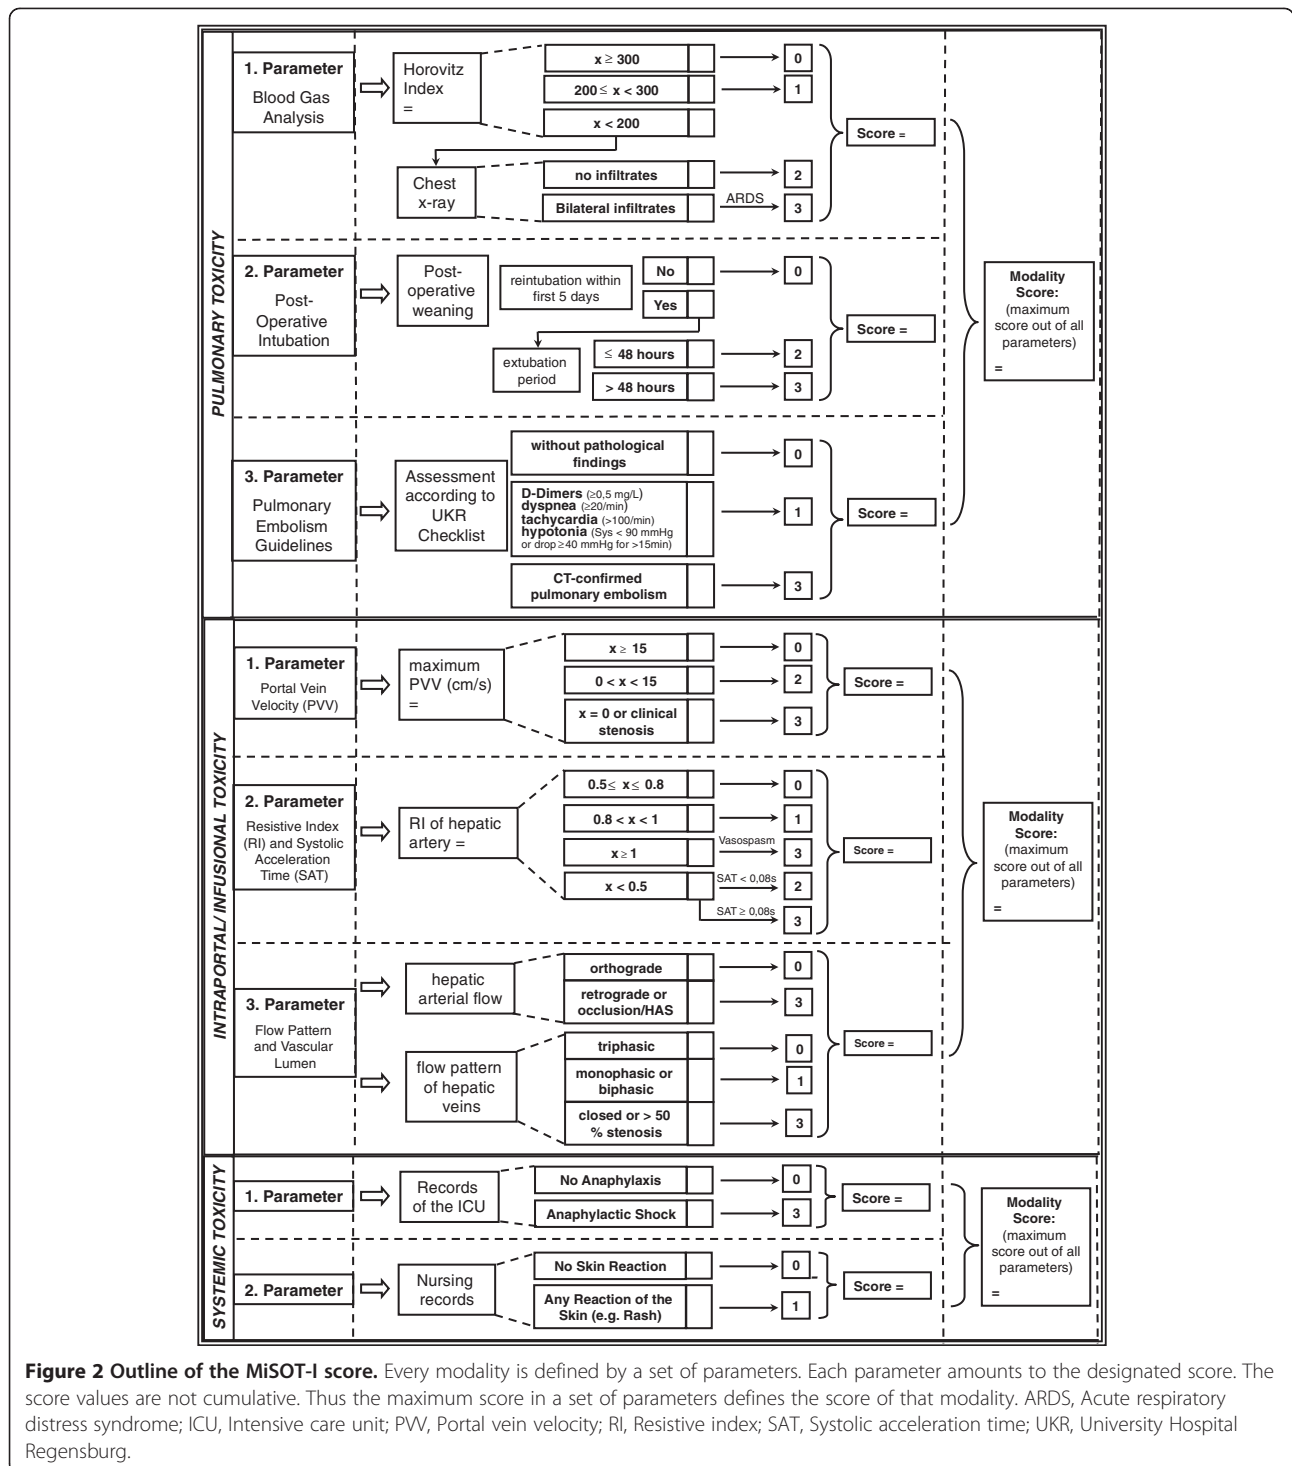 PULMONARY TOXICITY
1. Parameter
Blood Gas
Analysis
Horovitz
Index
=
x ≥ 300
0
200 ≤ x < 300
1
x < 200
Chest
x-ray
no infiltrates
2
Bilateral infiltrates
ARDS
3
Score =
2. Parameter
Post-
Operative
Intubation
Post-
operative
weaning
reintubation within
first 5 days
No
0
Yes
extubation
period
≤ 48 hours
2
> 48 hours
3
Score =
3. Parameter
Pulmonary
Embolism
Guidelines
Assessment
according to
UKR
Checklist
without pathological
findings
0
D-Dimers (≥0,5 mg/L)
dyspnea (≥20/min)
tachycardia (>100/min)
hypotonia (Sys < 90 mmHg
or drop ≥40 mmHg for >15min)
1
CT-confirmed
pulmonary embolism
3
Score =
Modality
Score:
(maximum
score out of all
parameters)
=
INTRAPORTAL/ INFUSIONAL TOXICITY
1. Parameter
Portal Vein
Velocity (PVV)
maximum
PVV (cm/s)
=
x ≥ 15
0
0 < x < 15
2
x = 0 or clinical
stenosis
3
Score =
2. Parameter
Resistive Index
(RI) and Systolic
Acceleration
Time (SAT)
RI of hepatic
artery =
0.5 ≤ x ≤ 0.8
0
0.8 < x < 1
1
x ≥ 1
Vasospasm
3
x < 0.5
SAT < 0,08s
2
SAT ≥ 0,08s
3
Score =
3. Parameter
Flow Pattern
and Vascular
Lumen
hepatic
arterial flow
orthograde
0
retrograde or
occlusion/HAS
3
flow pattern
of hepatic
veins
triphasic
0
monophasic or
biphasic
1
closed or > 50
% stenosis
3
Score =
Modality
Score:
(maximum
score out of all
parameters)
=
SYSTEMIC TOXICITY
1. Parameter
Records
of the ICU
No Anaphylaxis
0
Anaphylactic Shock
3
Score =
2. Parameter
Nursing
records
No Skin Reaction
0
Any Reaction of the
Skin (e.g. Rash)
1
Score =
Modality
Score:
(maximum
score out of all
parameters)
=
Figure 2 Outline of the MiSOT-I score. Every modality is defined by a set of parameters. Each parameter amounts to the designated score. The
score values are not cumulative. Thus the maximum score in a set of parameters defines the score of that modality. ARDS, Acute respiratory
distress syndrome; ICU, Intensive care unit; PVV, Portal vein velocity; RI, Resistive index; SAT, Systolic acceleration time; UKR, University Hospital
Regensburg.